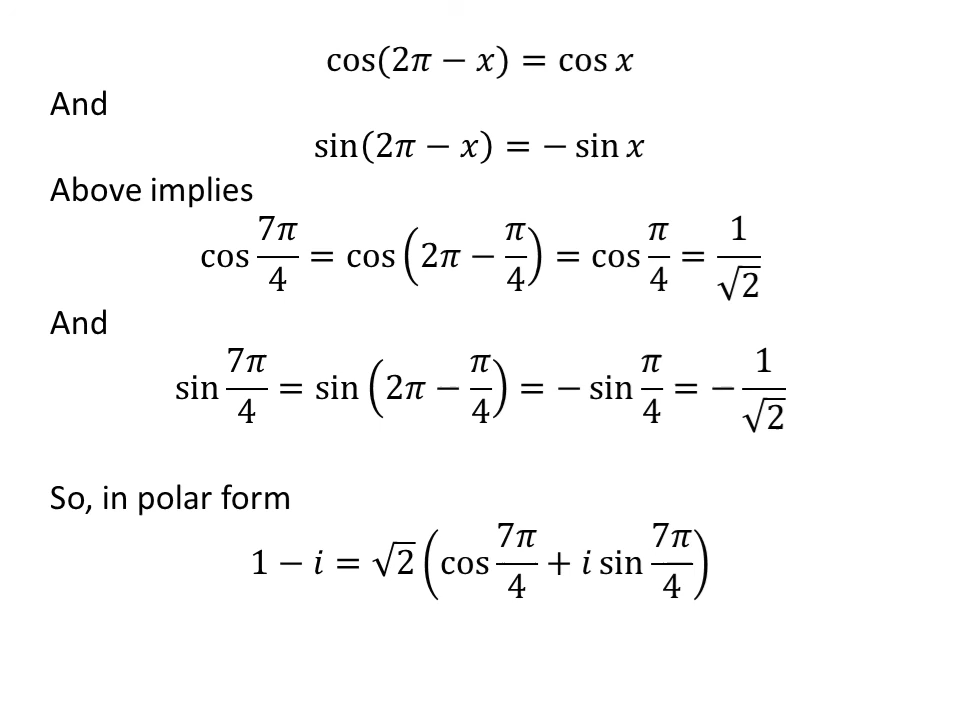 cos(2𝜋 − 𝑥) = cos 𝑥
And
sin(2𝜋 − 𝑥) = − sin 𝑥
Above implies
cos 7𝜋/4 = cos (2𝜋 − 𝜋/4) = cos 𝜋/4 = 1/√2
And
sin 7𝜋/4 = sin (2𝜋 − 𝜋/4) = − sin 𝜋/4 = − 1/√2
So, in polar form
1 − 𝑖 = √2 (cos 7𝜋/4 + 𝑖 sin 7𝜋/4)